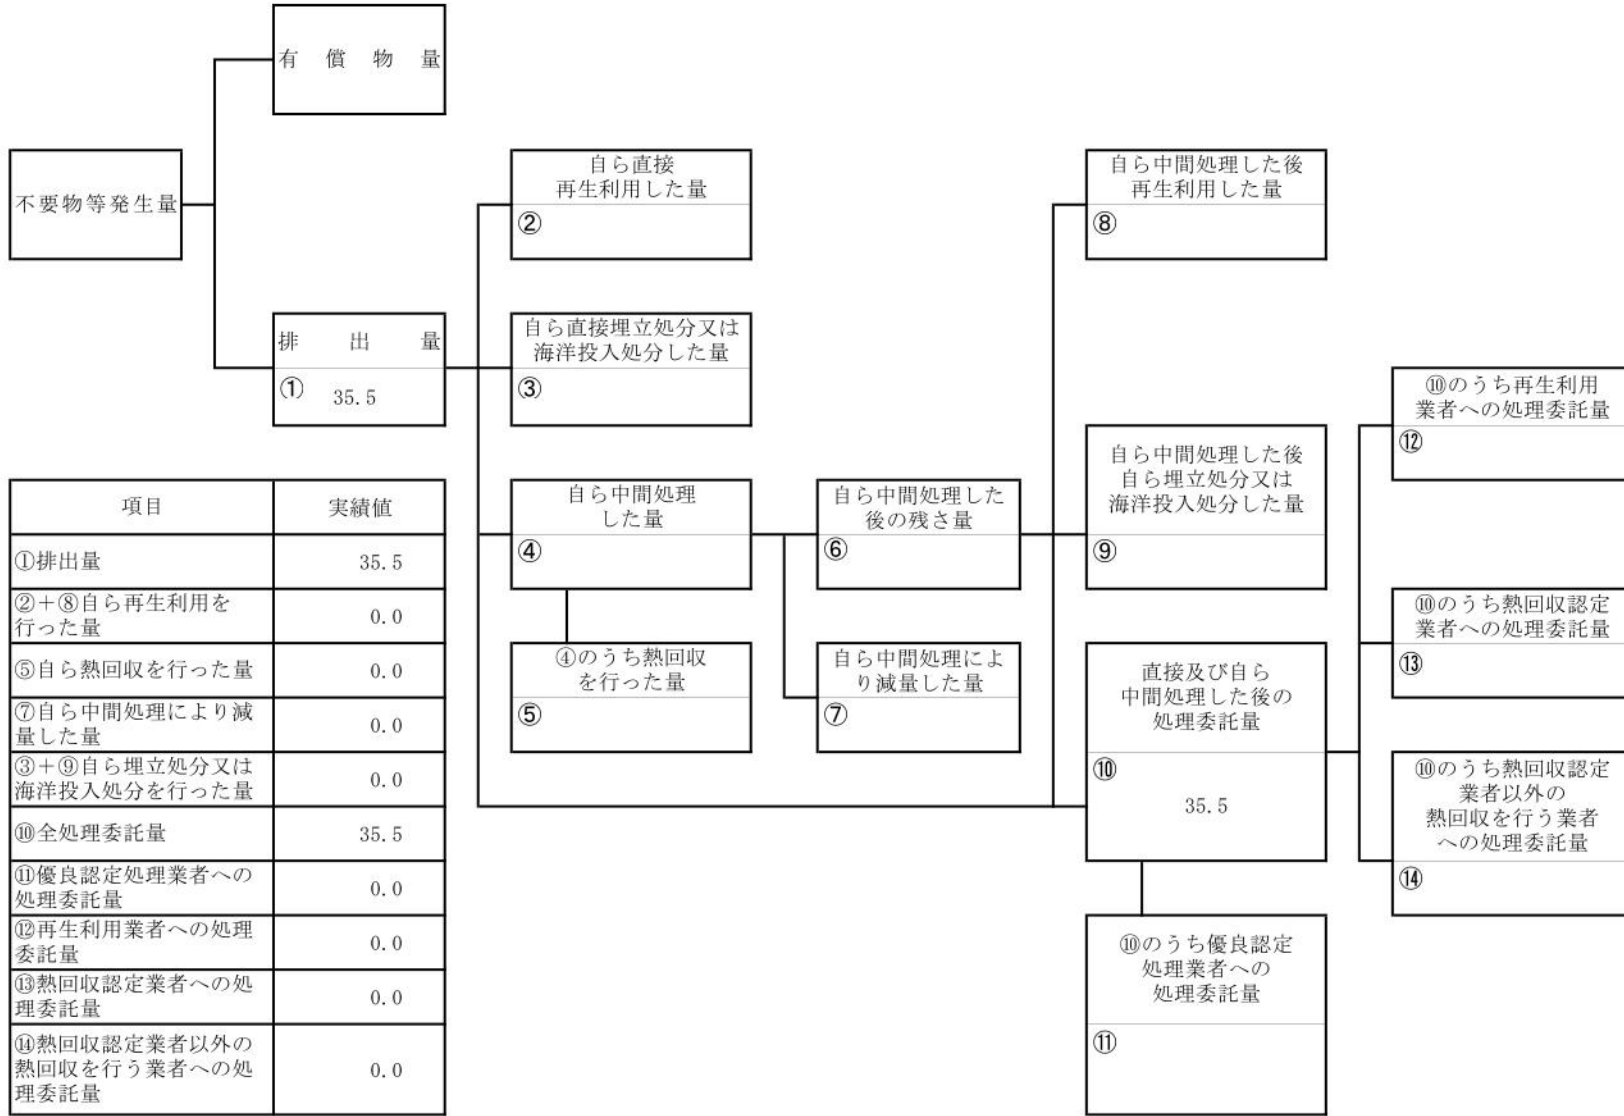 有償物量
不要物等発生量
排出量
① 35.5
自ら直接
再生利用した量
②
自ら直接埋立処分又は
海洋投入処分した量
③
自ら中間処理
した量
④
④のうち熱回収
を行った量
⑤
自ら中間処理した
後の残さ量
⑥
自ら中間処理によ
り減量した量
⑦
自ら中間処理した後
再生利用した量
⑧
自ら中間処理した後
自ら埋立処分又は
海洋投入処分した量
⑨
直接及び自ら
中間処理した後の
処理委託量
⑩
35.5
⑩のうち優良認定
処理業者への
処理委託量
⑪
⑩のうち再生利用
業者への処理委託量
⑫
⑩のうち熱回収認定
業者への処理委託量
⑬
⑩のうち熱回収認定
業者以外の
熱回収を行う業者
への処理委託量
⑭
項目 実績値
①排出量 35.5
②+⑧自ら再生利用を
行った量 0.0
⑤自ら熱回収を行った量 0.0
⑦自ら中間処理により減
量した量 0.0
③+⑨自ら埋立処分又は
海洋投入処分を行った量 0.0
⑩全処理委託量 35.5
⑪優良認定処理業者への
処理委託量 0.0
⑫再生利用業者への処理
委託量 0.0
⑬熱回収認定業者への処
理委託量 0.0
⑭熱回収認定業者以外の
熱回収を行う業者への処
理委託量 0.0